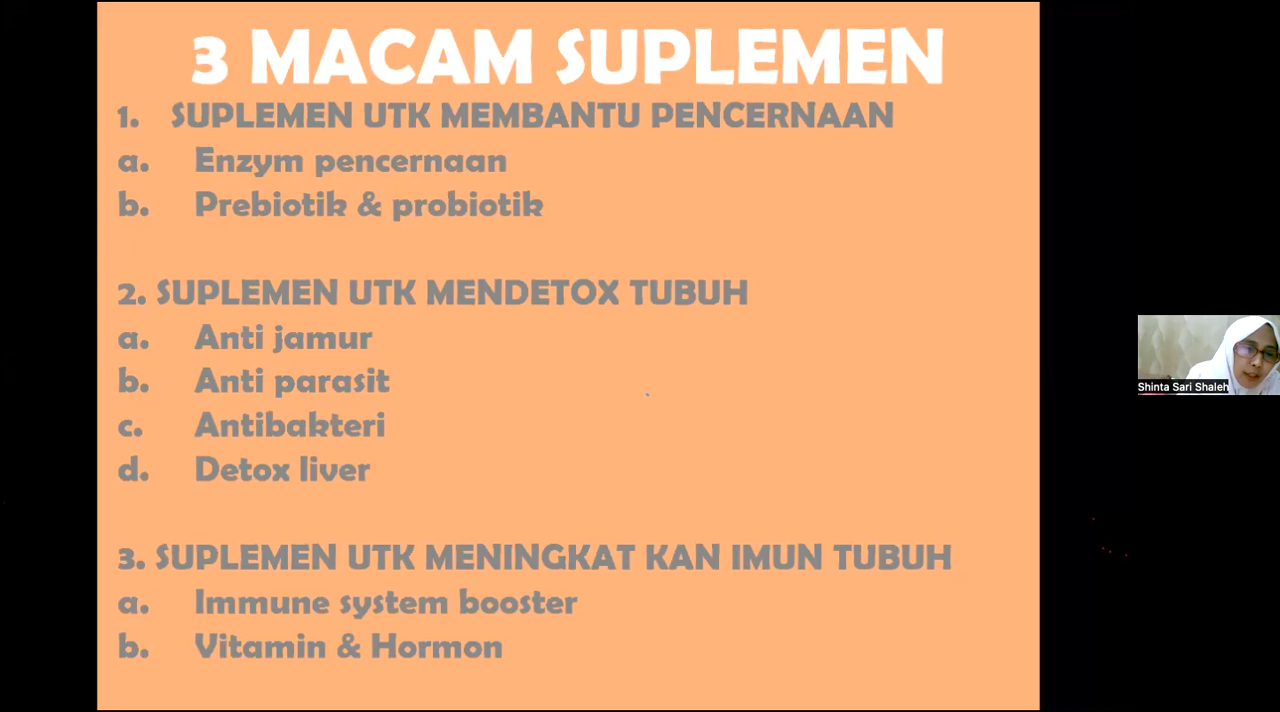 3 MACAM SUPLEMEN
1. SUPLEMEN UTK MEMBANTU PENCERNAAN
a. Enzym pencernaan
b. Prebiotik & probiotik
2. SUPLEMEN UTK MENDETOX TUBUH
a. Anti jamur
b. Anti parasit
c. Antibakteri
d. Detox liver
3. SUPLEMEN UTK MENINGKAT KAN IMUN TUBUH
a. Immune system booster
b. Vitamin & Hormon
Shinta Sari Shaleh